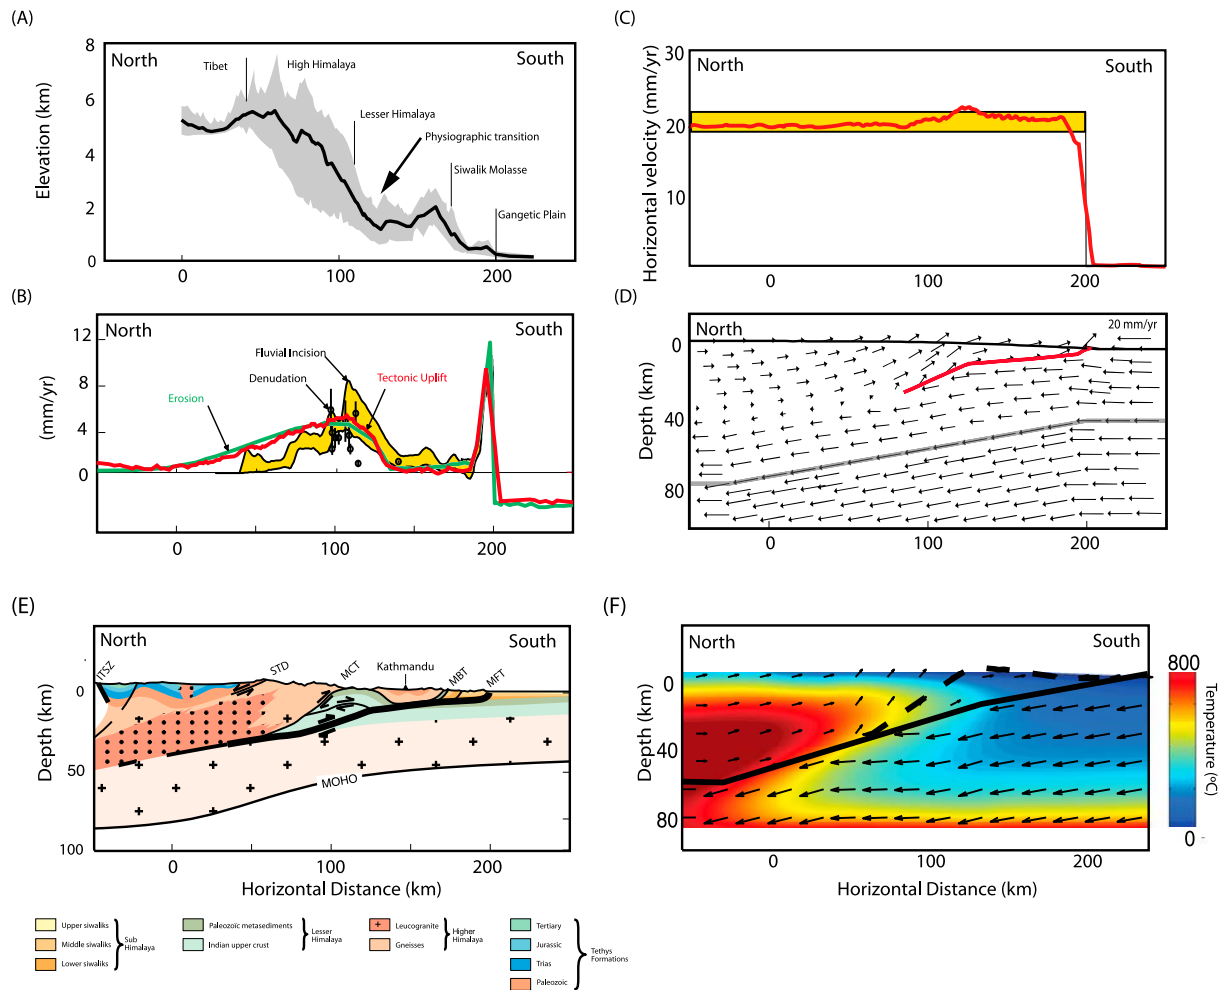 (A)
North
South
Tibet
High Himalaya
Lesser Himalaya
Physiographic transition
Siwalik Molasse
Gangetic Plain
Elevation (km)
8
6
4
2
0
0
100
200
(C)
North
South
Horizontal velocity (mm/yr)
30
20
10
0
0
100
200
(B)
North
South
Fluvial Incision
Denudation
Tectonic Uplift
Erosion
(mm/yr)
12
8
4
0
0
100
200
(D)
North
20 mm/yr
Depth (km)
0
40
80
0
100
200
(E)
North
South
ITSZ
STD
MCT
Kathmandu
MBT
MFT
MOHO
Depth (km)
0
50
100
0
100
200
Horizontal Distance (km)
(F)
North
South
Depth (km)
0
40
80
0
100
200
Horizontal Distance (km)
800
0
Temperature (°C)
Upper siwaliks
Middle siwaliks
Lower siwaliks
Sub
Himalaya
Paleozoïc metasediments
Indian upper crust
Lesser
Himalaya
Leucogranite
Gneisses
Higher
Himalaya
Tertiary
Jurassic
Trias
Paleozoic
Tethys
Formations